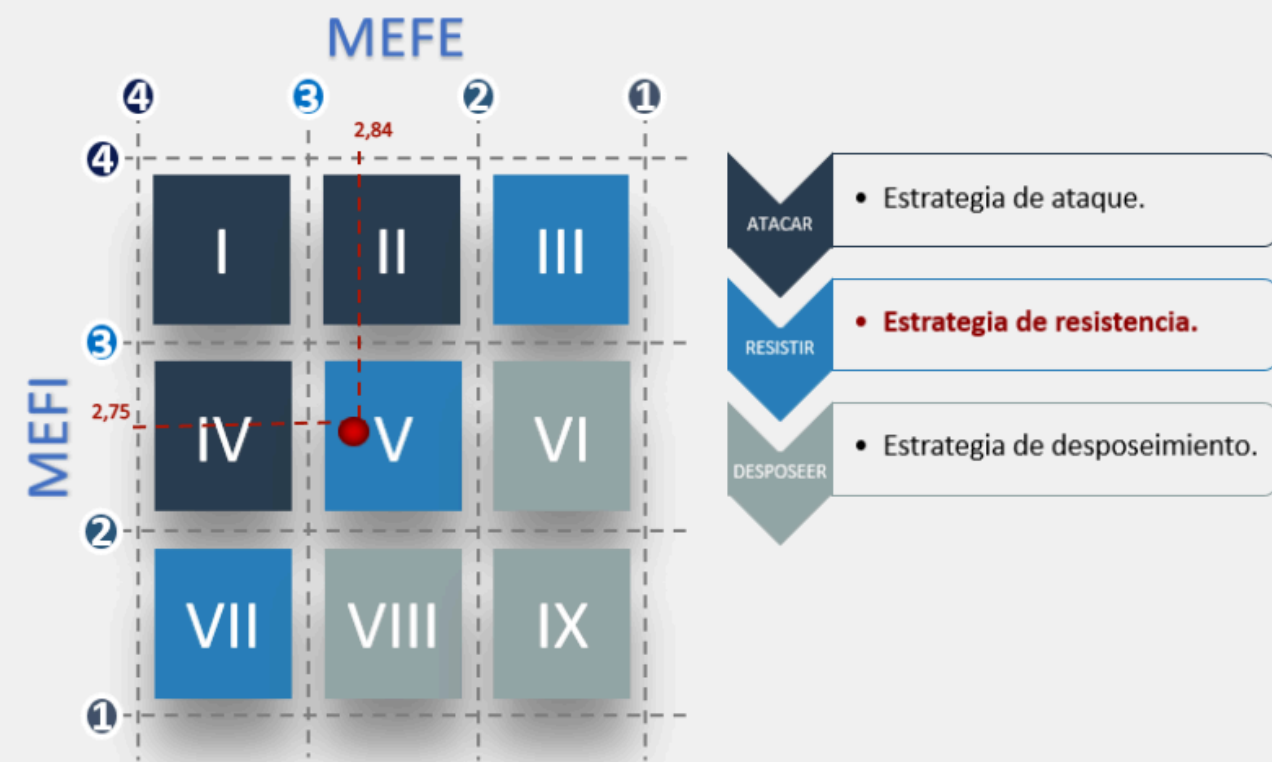 MEFE
4 3 2 1
2,84
4
I II III
3
MEFI
2,75
IV V VI
2
VII VIII IX
1
ATACAR
• Estrategia de ataque.
RESISTIR
• Estrategia de resistencia.
DESPOSEER
• Estrategia de desposeimiento.